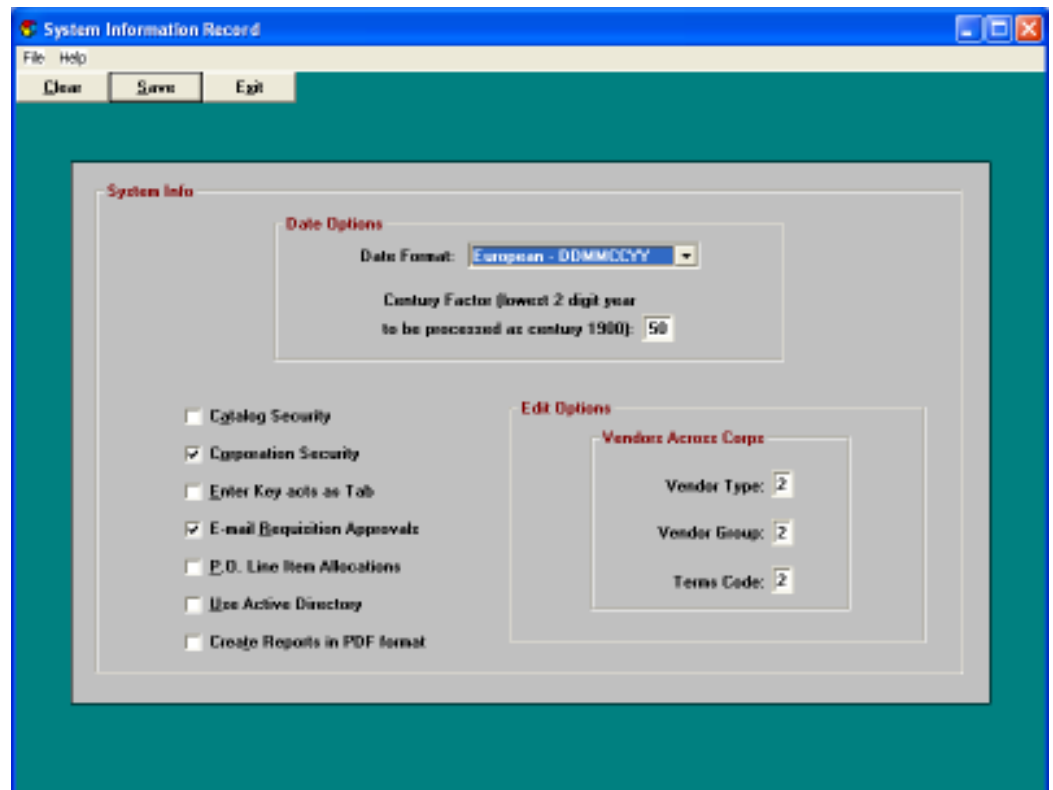 System Information Record
File Help
Clear Save Exit
System Info
Date Options
Date Format: European - DDMMCCYY
Century Factor (lowest 2 digit year
to be processed as century 1900): 50
Catalog Security
Corporation Security
Enter Key acts as Tab
E-mail Requisition Approvals
P.O. Line Item Allocations
Use Active Directory
Create Reports in PDF format
Edit Options
Vendors Across Corps
Vendor Type: 2
Vendor Group: 2
Terms Code: 2